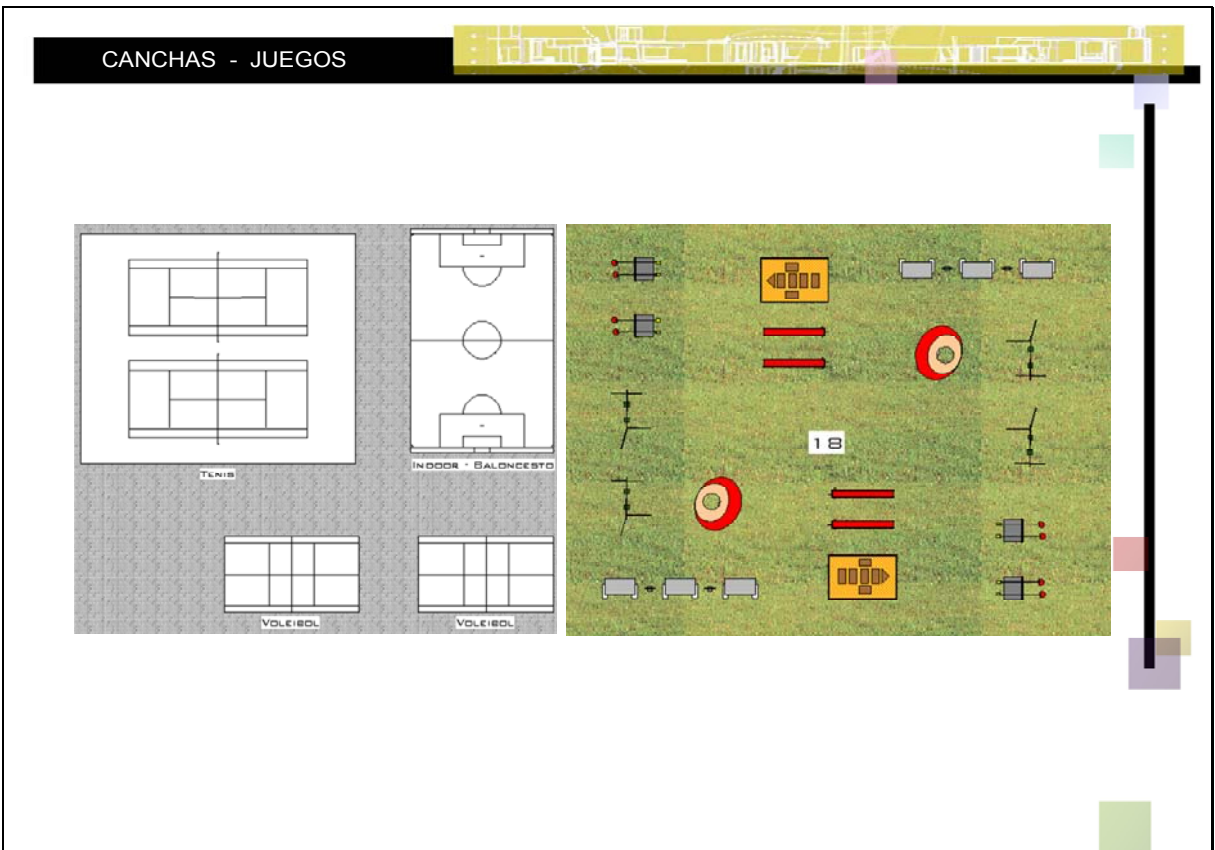 CANCHAS - JUEGOS
TENIS
INDOOR - BALONCESTO
VOLEIBOL
VOLEIBOL
18